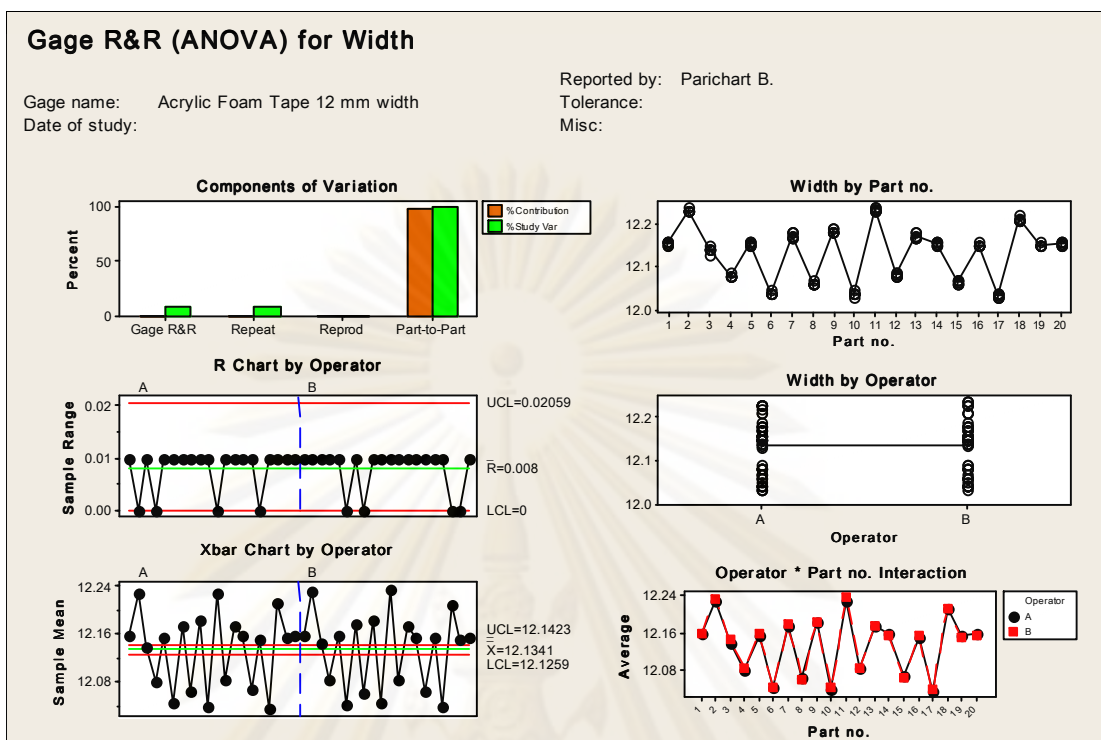 Gage R&R (ANOVA) for Width
Reported by: Parichart B.
Gage name: Acrylic Foam Tape 12 mm width
Tolerance:
Date of study:
Misc:
Components of Variation
100
50
0
Percent
Gage R&R Repeat Reprod Part-to-Part
%Contribution
%Study Var
R Chart by Operator
A B
0.02
0.01
0.00
Sample Range
UCL=0.02059
R=0.008
LCL=0
Xbar Chart by Operator
A B
12.24
12.16
12.08
Sample Mean
UCL=12.1423
X=12.1341
LCL=12.1259
Width by Part no.
12.2
12.1
12.0
1 2 3 4 5 6 7 8 9 10 11 12 13 14 15 16 17 18 19 20
Part no.
Width by Operator
12.2
12.1
12.0
A B
Operator
Operator * Part no. Interaction
12.24
12.16
12.08
Average
1 2 3 4 5 6 7 8 9 10 11 12 13 14 15 16 17 18 19 20
Part no.
Operator
A
B